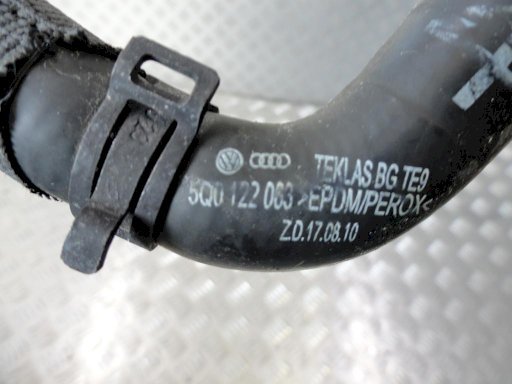 TEKLAS BG TE9
5Q0 122 063 >EPDM/PEROX<
Z.D.17.08.10